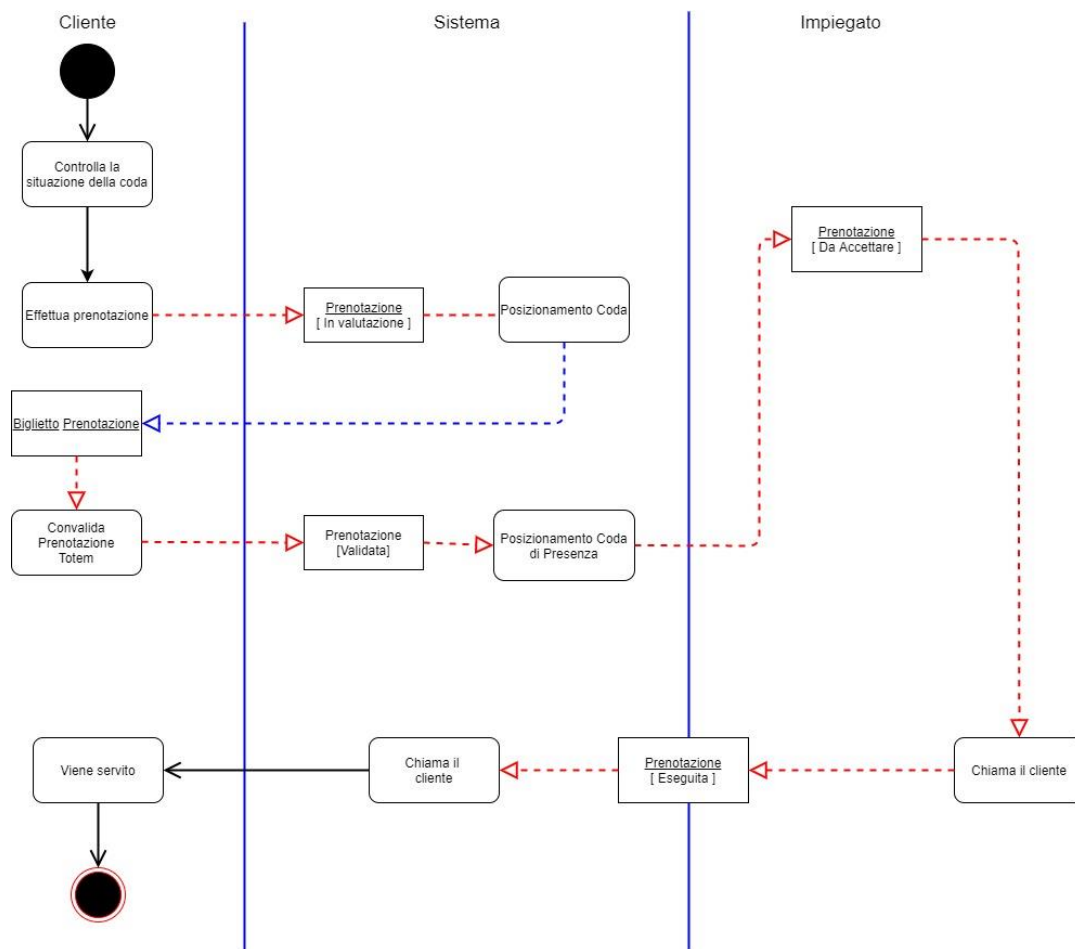 Cliente
Sistema
Impiegato
Controlla la
situazione della coda
Prenotazione
[ Da Accettare ]
Effettua prenotazione
Prenotazione
[ In valutazione ]
Posizionamento Coda
Biglietto Prenotazione
Convalida
Prenotazione
Totem
Prenotazione
[Validata]
Posizionamento Coda
di Presenza
Viene servito
Chiama il
cliente
Prenotazione
[ Eseguita ]
Chiama il cliente